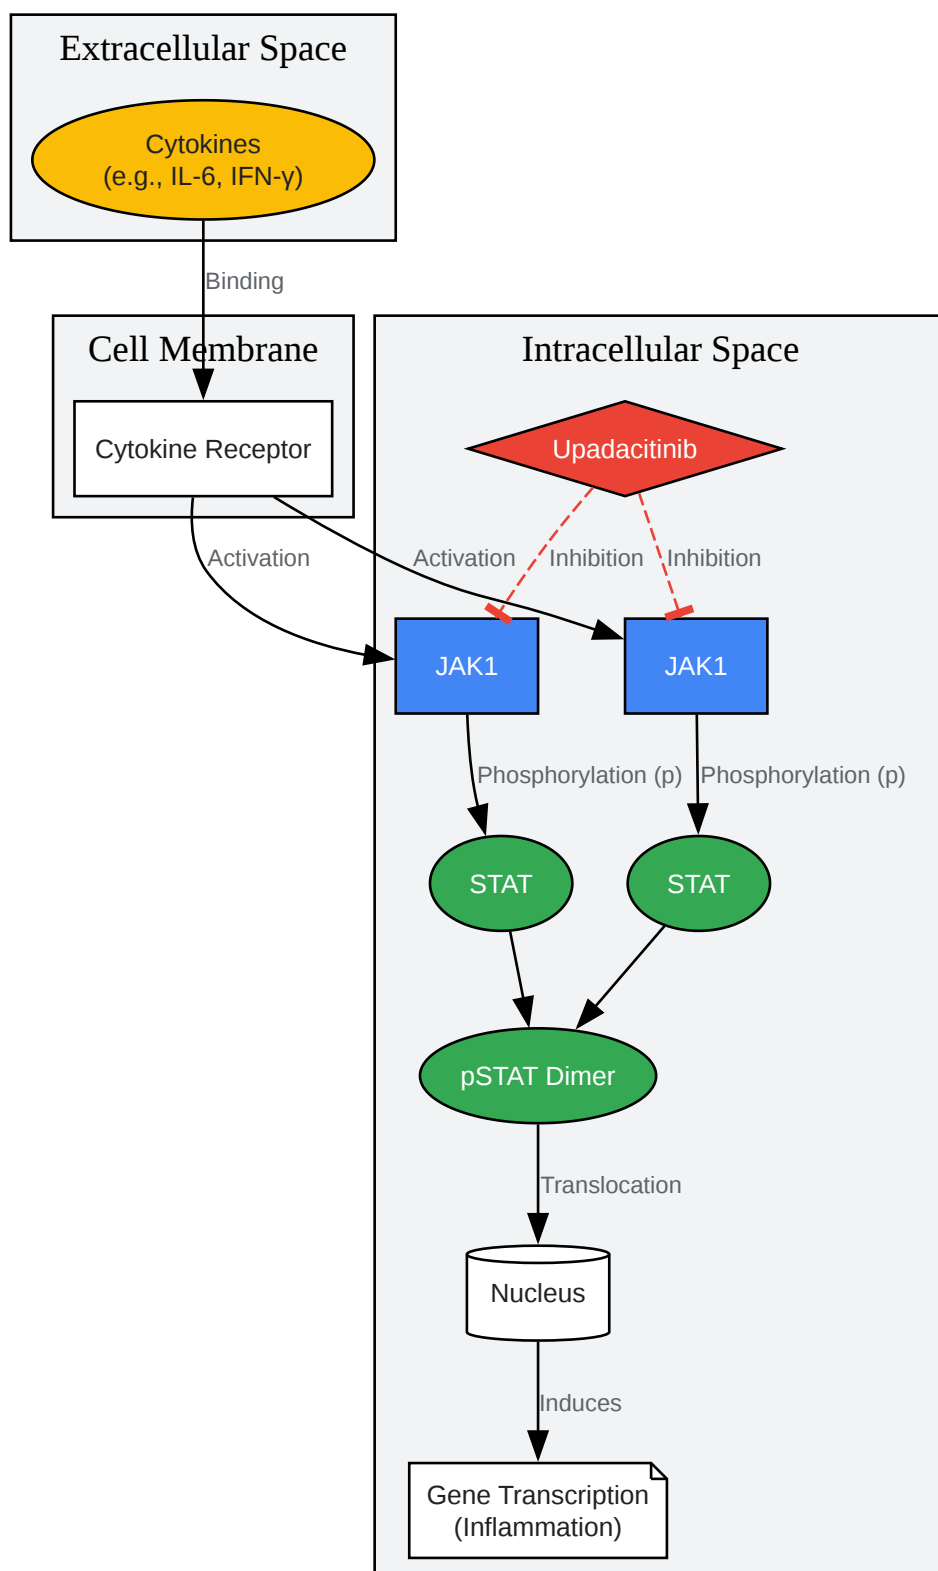 Extracellular Space
Cytokines
(e.g., IL-6, IFN-γ)
Binding
Cell Membrane
Intracellular Space
Cytokine Receptor
Upadacitinib
Activation
Activation
Inhibition
Inhibition
JAK1
JAK1
Phosphorylation (p)
Phosphorylation (p)
STAT
STAT
pSTAT Dimer
Translocation
Nucleus
Induces
Gene Transcription
(Inflammation)